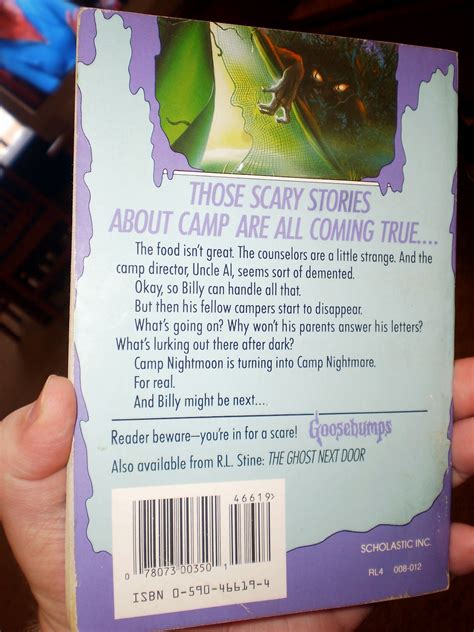 THOSE SCARY STORIES
ABOUT CAMP ARE ALL COMING TRUE....
The food isn't great. The counselors are a little strange. And the
camp director, Uncle Al, seems sort of demented.
Okay, so Billy can handle all that.
But then his fellow campers start to disappear.
What's going on? Why won't his parents answer his letters?
What's lurking out there after dark?
Camp Nightmoon is turning into Camp Nightmare.
For real.
And Billy might be next...
Reader beware—you're in for a scare! Goosebumps
Also available from R.L. Stine: THE GHOST NEXT DOOR
46619
0 78073 00350 1
ISBN 0-590-46619-4
SCHOLASTIC INC.
RL4 008-012